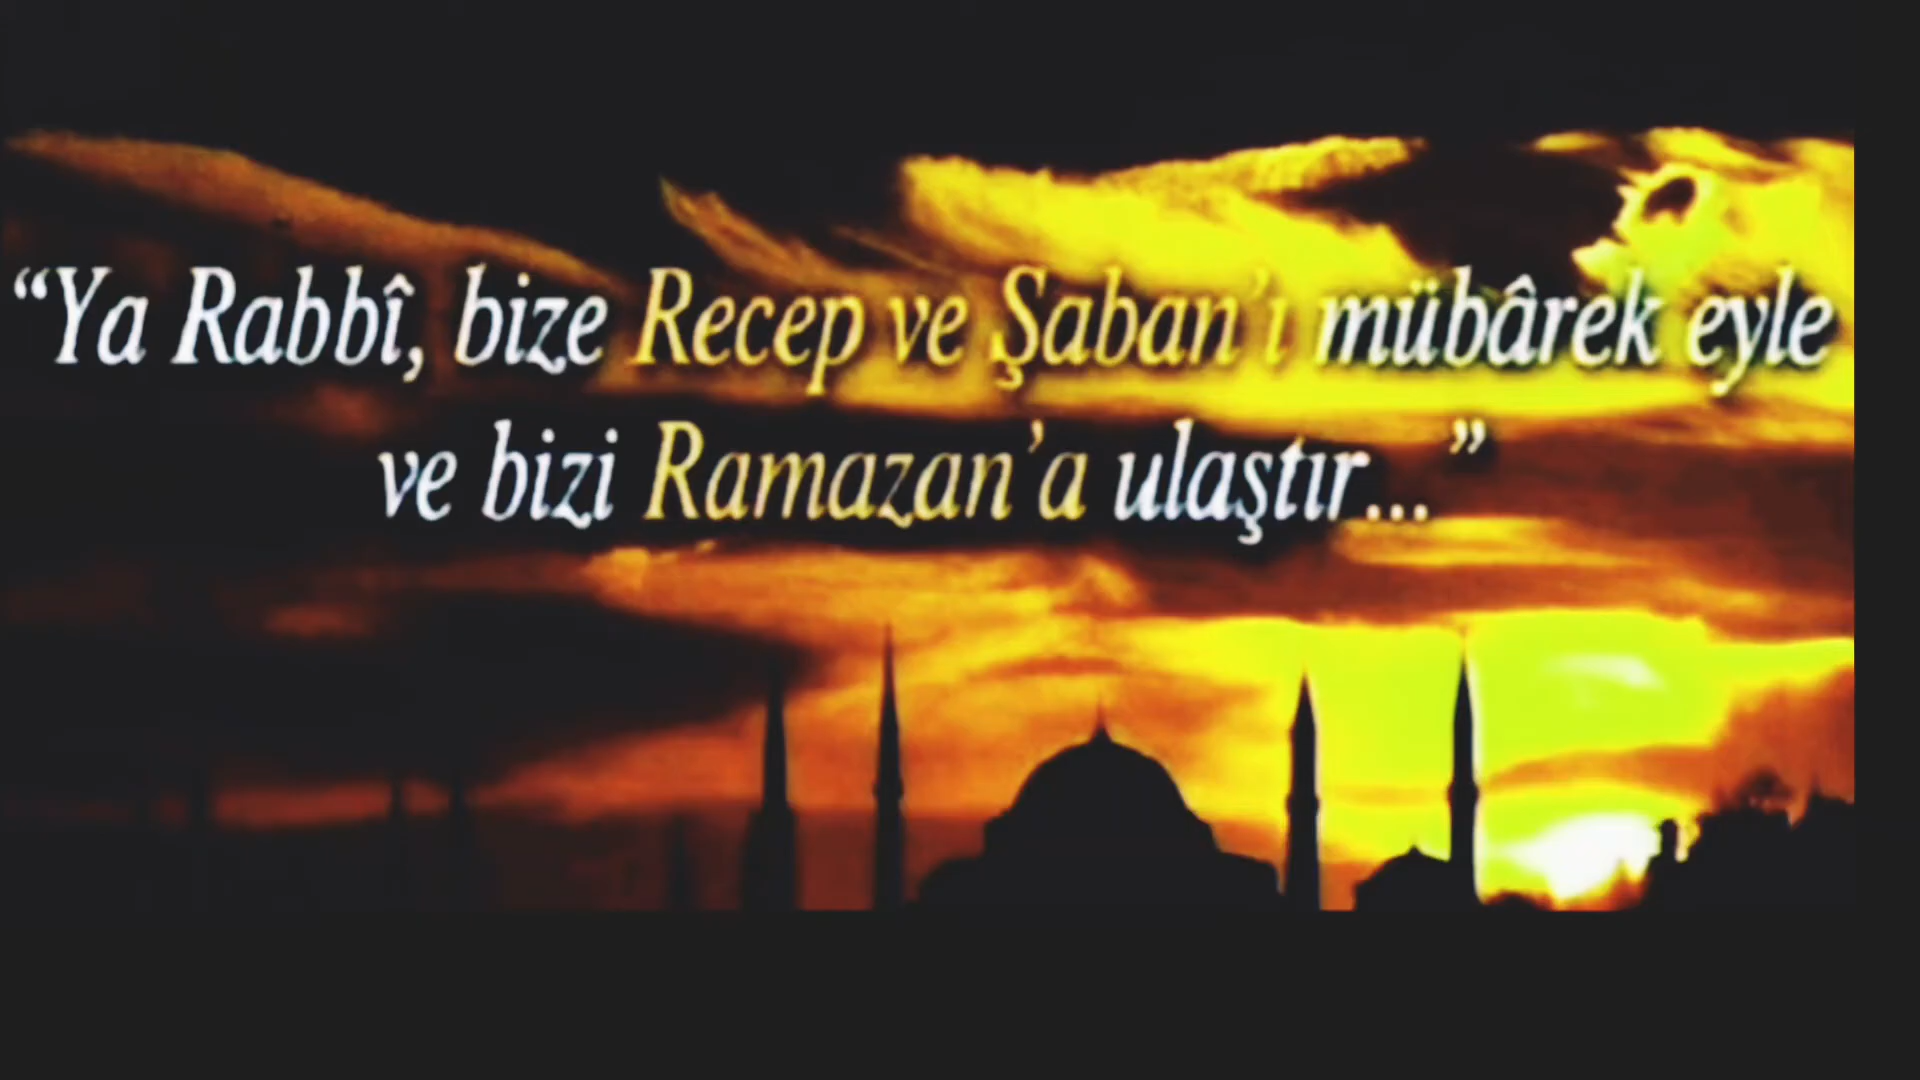 “Ya Rabbî, bize Recep ve Şaban’ı mübârek eyle
ve bizi Ramazan’a ulaştır...”